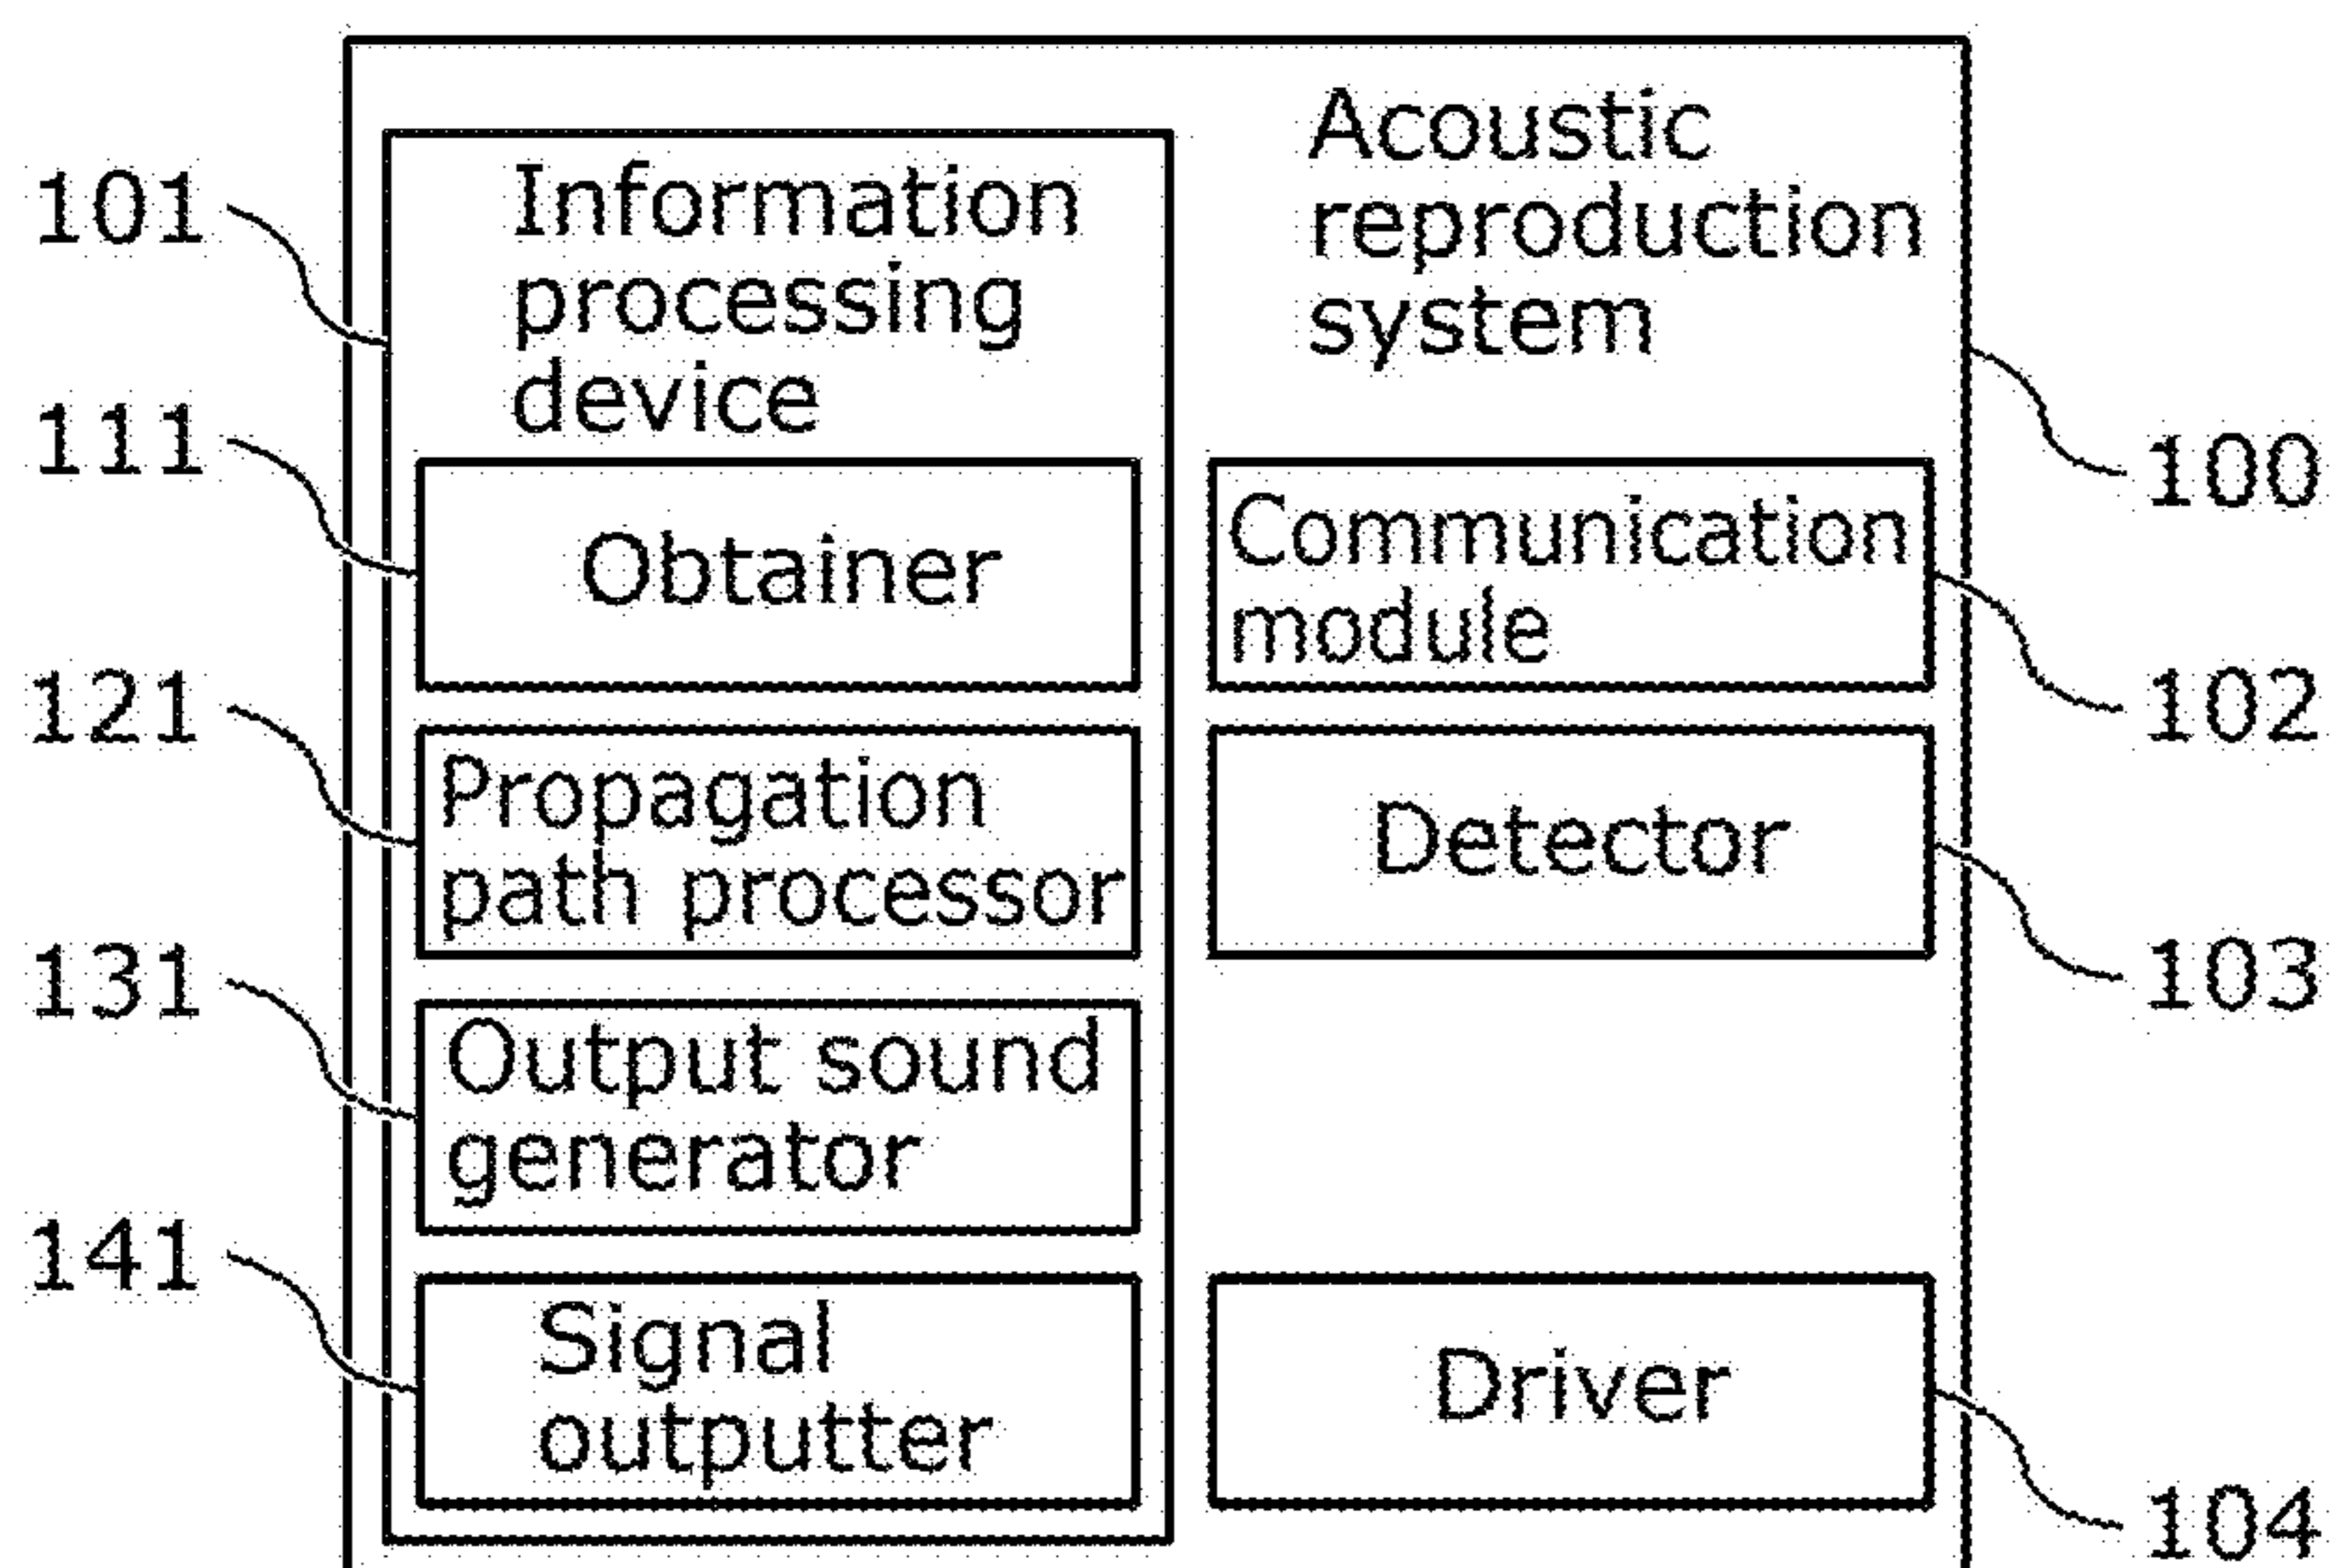 Acoustic
reproduction
system
100
101
Information
processing
device
111
Obtainer
121
Propagation
path processor
131
Output sound
generator
141
Signal
outputter
Communication
module
102
Detector
103
Driver
104